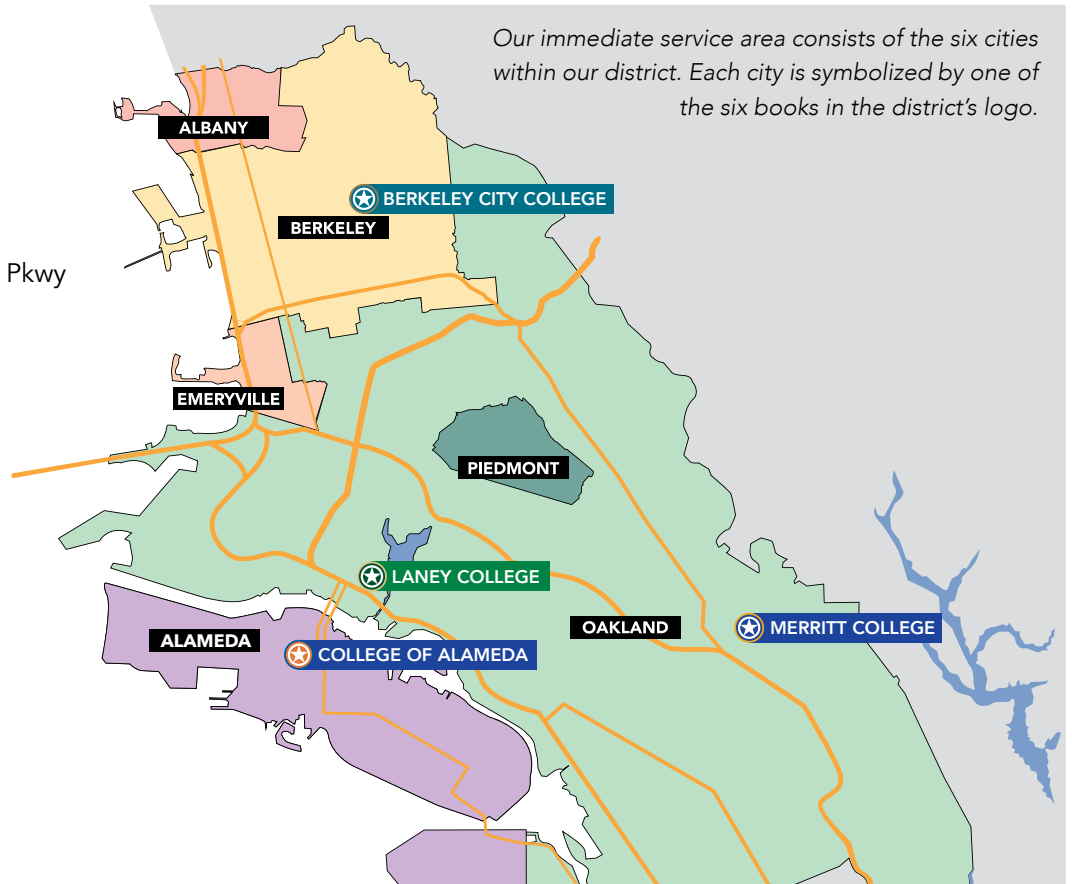 Our immediate service area consists of the six cities
within our district. Each city is symbolized by one of
the six books in the district's logo.
ALBANY
BERKELEY CITY COLLEGE
BERKELEY
Pkwy
EMERYVILLE
PIEDMONT
LANEY COLLEGE
OAKLAND
MERRITT COLLEGE
ALAMEDA
COLLEGE OF ALAMEDA